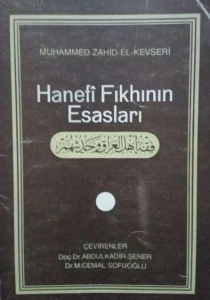 MUHAMMED ZAHİD-EL-KEVSERİ
Hanefî Fıkhının
Esasları
فقه أهل العراق وحديثهم
ÇEVİRENLER
Doç.Dr. ABDULKADİR ŞENER
Dr.M.CEMAL SOFUOĞLU